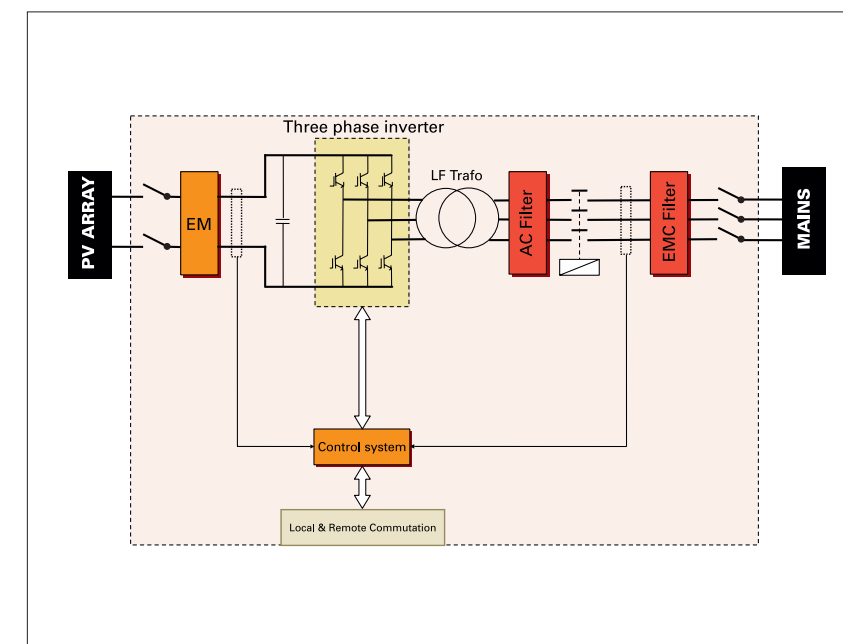 Three phase inverter
LF Trafo
PV ARRAY
EM
AC Filter
EMC Filter
MAINS
Control system
Local & Remote Commutation